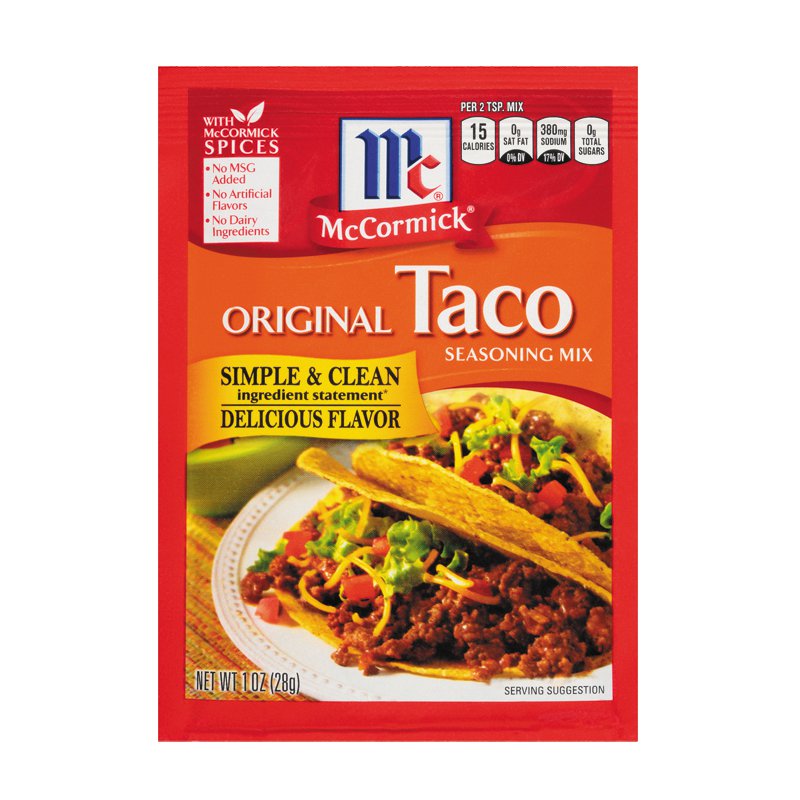 WITH
McCORMICK
SPICES
• No MSG
Added
• No Artificial
Flavors
• No Dairy
Ingredients
Mc®
McCormick®
PER 2 TSP. MIX
15
CALORIES
0g
SAT FAT
0% DV
380mg
SODIUM
17% DV
0g
TOTAL
SUGARS
ORIGINAL Taco
SEASONING MIX
SIMPLE & CLEAN
ingredient statement*
DELICIOUS FLAVOR
NET WT 1 OZ (28g)
SERVING SUGGESTION